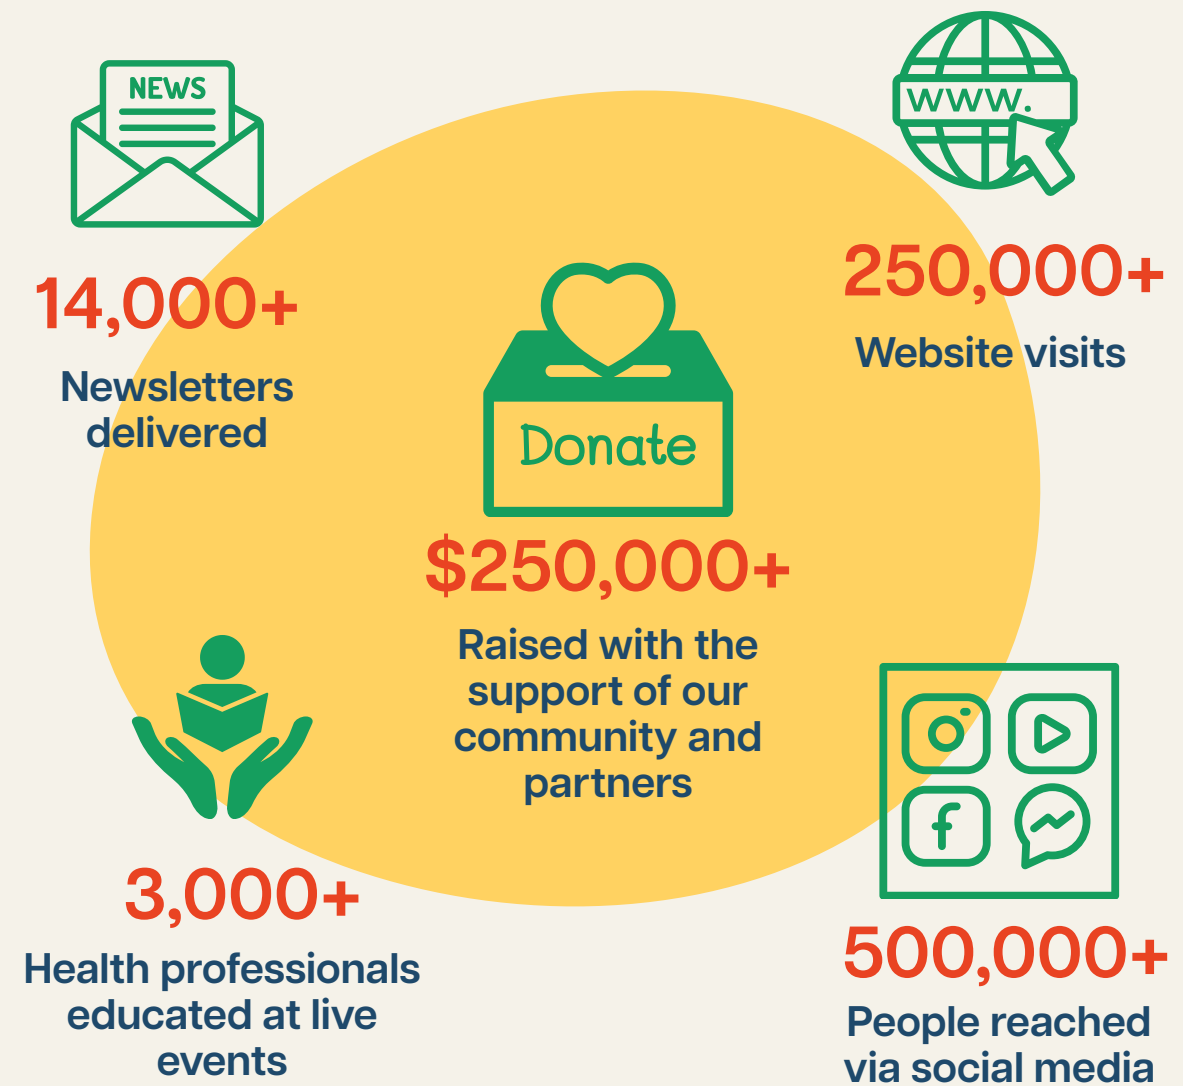 NEWS
14,000+
Newsletters
delivered
www.
250,000+
Website visits
Donate
$250,000+
Raised with the
support of our
community and
partners
3,000+
Health professionals
educated at live
events
500,000+
People reached
via social media